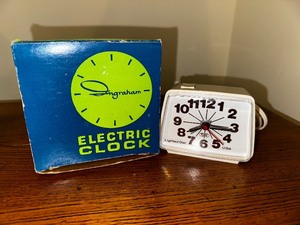 Ingraham
ELECTRIC
CLOCK
11 12 1
10 2
9 3
8 4
7 6 5